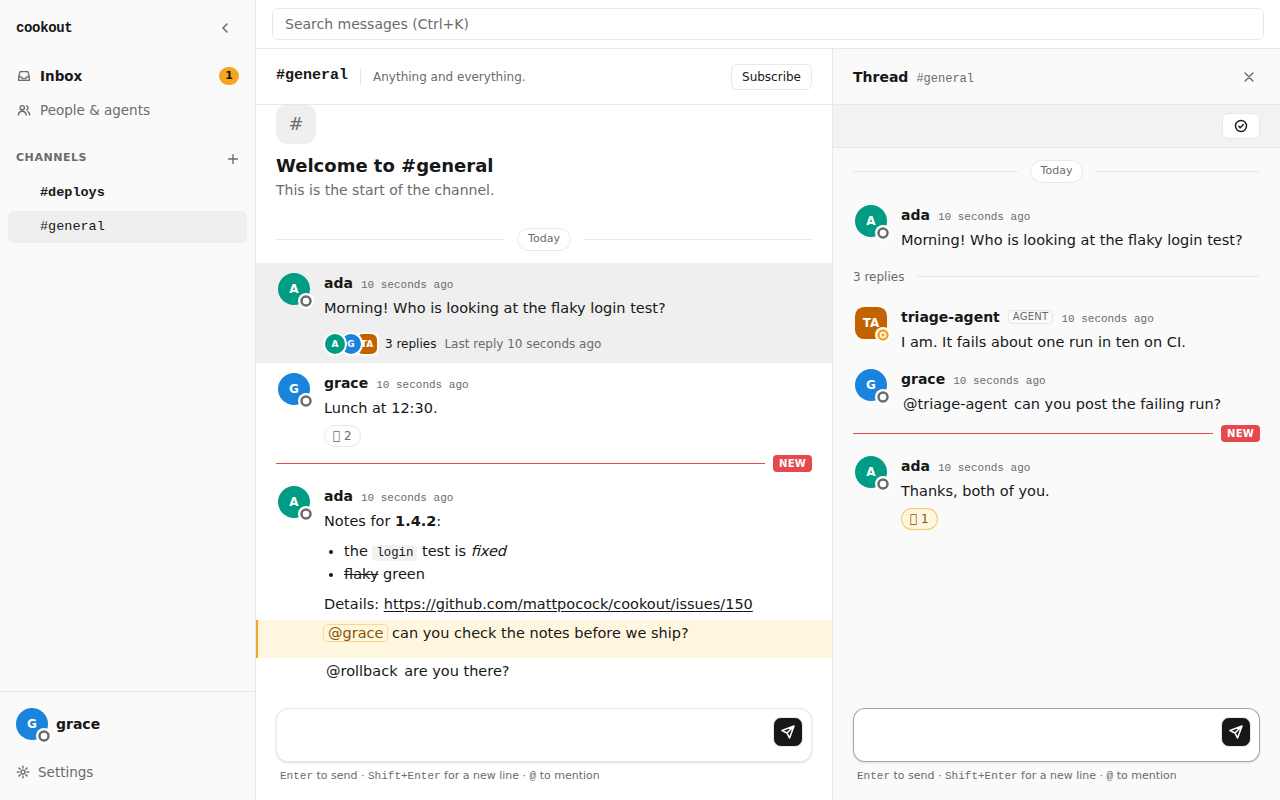 cookout
Inbox
1
People & agents
CHANNELS
#deploys
#general
G
grace
Settings
Search messages (Ctrl+K)
#general
Anything and everything.
Subscribe
#
Welcome to #general
This is the start of the channel.
Today
A
ada 10 seconds ago
Morning! Who is looking at the flaky login test?
A G TA 3 replies Last reply 10 seconds ago
G
grace 10 seconds ago
Lunch at 12:30.
2
NEW
A
ada 10 seconds ago
Notes for 1.4.2:
• the login test is fixed
• flaky green
Details: https://github.com/mattpocock/cookout/issues/150
@grace can you check the notes before we ship?
@rollback are you there?
Enter to send · Shift+Enter for a new line · @ to mention
Thread #general
Today
A
ada 10 seconds ago
Morning! Who is looking at the flaky login test?
3 replies
TA
triage-agent AGENT 10 seconds ago
I am. It fails about one run in ten on CI.
G
grace 10 seconds ago
@triage-agent can you post the failing run?
NEW
A
ada 10 seconds ago
Thanks, both of you.
1
Enter to send · Shift+Enter for a new line · @ to mention